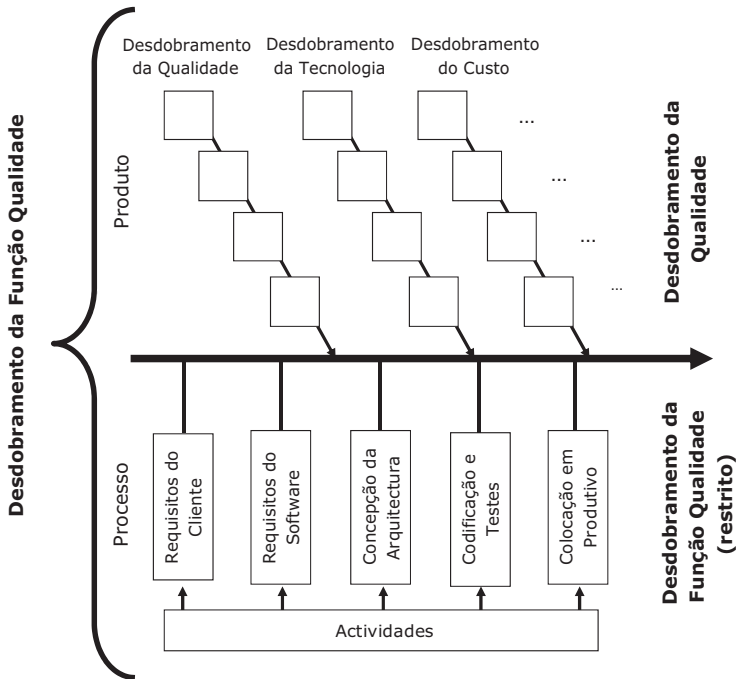 Desdobramento da Função Qualidade
Desdobramento
da Qualidade
Desdobramento
da Tecnologia
Desdobramento
do Custo
Produto
...
...
...
...
Desdobramento da
Qualidade
Processo
Requisitos do
Cliente
Requisitos do
Software
Concepção da
Arquitectura
Codificação e
Testes
Colocação em
Produtivo
Desdobramento da
Função Qualidade
(restrito)
Actividades